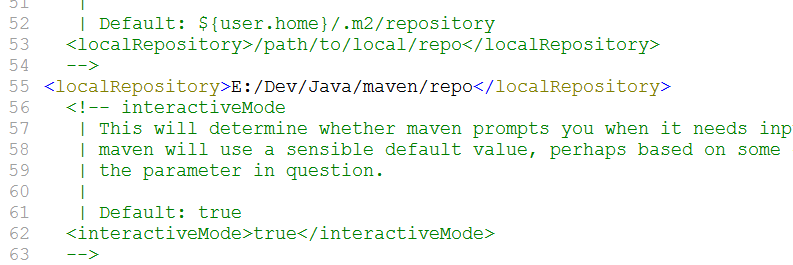 51 |
52 | Default: ${user.home}/.m2/repository
53 <localRepository>/path/to/local/repo</localRepository>
54 -->
55 <localRepository>E:/Dev/Java/maven/repo</localRepository>
56 <!-- interactiveMode
57 | This will determine whether maven prompts you when it needs inp
58 | maven will use a sensible default value, perhaps based on some
59 | the parameter in question.
60 |
61 | Default: true
62 <interactiveMode>true</interactiveMode>
63 -->